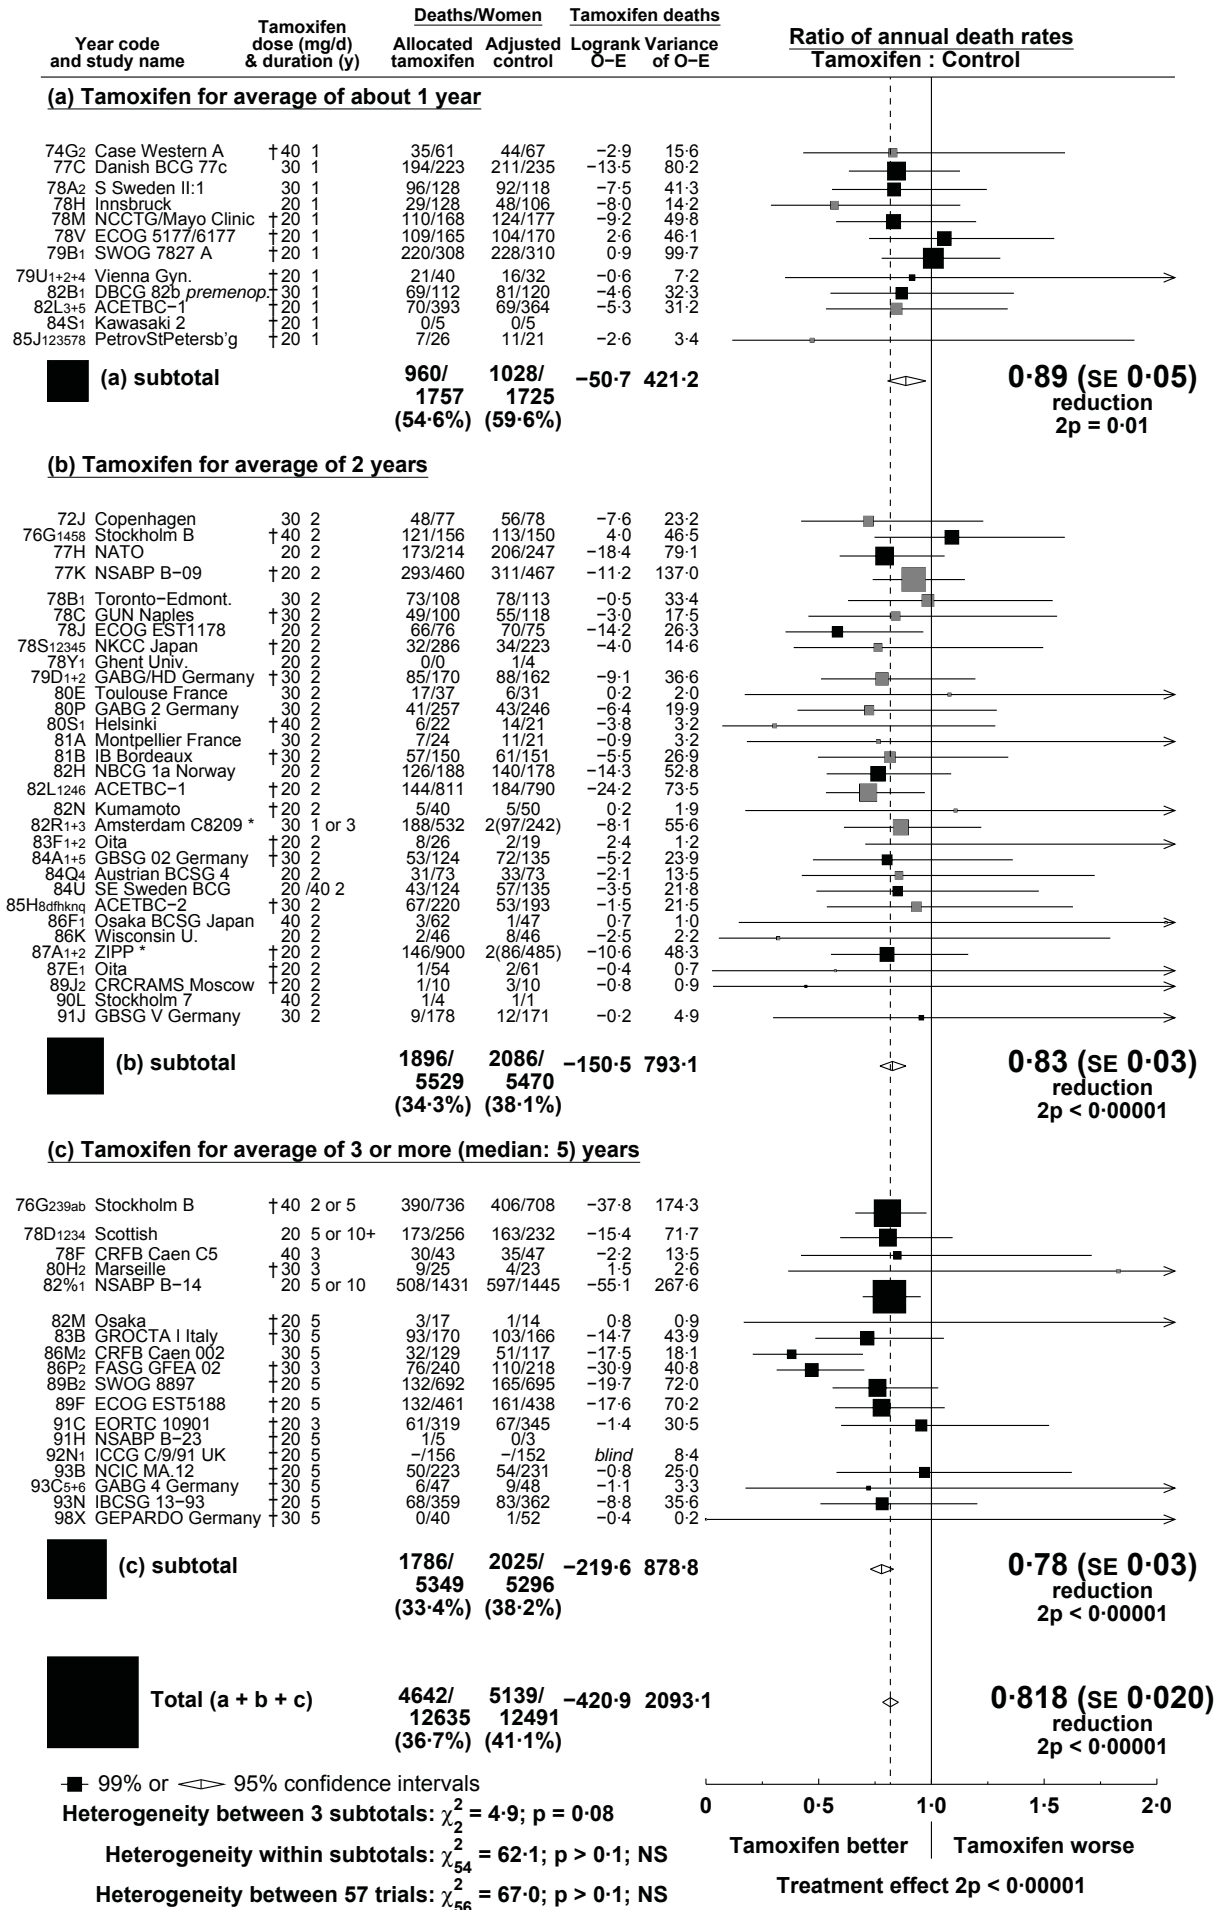 Deaths/Women Tamoxifen deaths
Year code and study name Tamoxifen dose (mg/d) & duration (y) Allocated tamoxifen Adjusted control Logrank O−E Variance of O−E Ratio of annual death rates Tamoxifen : Control
(a) Tamoxifen for average of about 1 year
74G2 Case Western A †40 1 35/61 44/67 −2·9 15·6
77C Danish BCG 77c 30 1 194/223 211/235 −13·5 80·2
78A2 S Sweden II:1 30 1 96/128 92/118 −7·5 41·3
78H Innsbruck 20 1 29/128 48/106 −8·0 14·2
78M NCCTG/Mayo Clinic †20 1 110/168 124/177 −9·2 49·8
78V ECOG 5177/6177 †20 1 109/165 104/170 2·6 46·1
79B1 SWOG 7827 A †20 1 220/308 228/310 0·9 99·7
79U1+2+4 Vienna Gyn. †20 1 21/40 16/32 −0·6 7·2
82B1 DBCG 82b premenop. †30 1 69/112 81/120 −4·6 32·3
82L3+5 ACETBC−1 †20 1 70/393 69/364 −5·3 31·2
84S1 Kawasaki 2 †20 1 0/5 0/5
85J123578 PetrovStPetersb'g †20 1 7/26 11/21 −2·6 3·4
(a) subtotal 960/1757 (54·6%) 1028/1725 (59·6%) −50·7 421·2 0·89 (SE 0·05)
reduction
2p = 0·01
(b) Tamoxifen for average of 2 years
72J Copenhagen 30 2 48/77 56/78 −7·6 23·2
76G1458 Stockholm B †40 2 121/156 113/150 4·0 46·5
77H NATO 20 2 173/214 206/247 −18·4 79·1
77K NSABP B−09 †20 2 293/460 311/467 −11·2 137·0
78B1 Toronto−Edmont. 30 2 73/108 78/113 −0·5 33·4
78C GUN Naples †30 2 49/100 55/118 −3·0 17·5
78J ECOG EST1178 20 2 66/76 70/75 −14·2 26·3
78S12345 NKCC Japan †20 2 32/286 34/223 −4·0 14·6
78Y1 Ghent Univ. 20 2 0/0 1/4
79D1+2 GABG/HD Germany †30 2 85/170 88/162 −9·1 36·6
80E Toulouse France 30 2 17/37 6/31 0·2 2·0
80P GABG 2 Germany 30 2 41/257 43/246 −6·4 19·9
80S1 Helsinki †40 2 6/22 14/21 −3·8 3·2
81A Montpellier France 30 2 7/24 11/21 −0·9 3·2
81B IB Bordeaux †30 2 57/150 61/151 −5·5 26·9
82H NBCG 1a Norway 20 2 126/188 140/178 −14·3 52·8
82L1246 ACETBC−1 †20 2 144/811 184/790 −24·2 73·5
82N Kumamoto †20 2 5/40 5/50 0·2 1·9
82R1+3 Amsterdam C8209 * 30 1 or 3 188/532 2(97/242) −8·1 55·6
83F1+2 Oita †20 2 8/26 2/19 2·4 1·2
84A1+5 GBSG 02 Germany †30 2 53/124 72/135 −5·2 23·9
84Q4 Austrian BCSG 4 20 2 31/73 33/73 −2·1 13·5
84U SE Sweden BCG 20 /40 2 43/124 57/135 −3·5 21·8
85H8dfhknq ACETBC−2 †30 2 67/220 53/193 −1·5 21·5
86F1 Osaka BCSG Japan 40 2 3/62 1/47 0·7 1·0
86K Wisconsin U. 20 2 2/46 8/46 −2·5 2·2
87A1+2 ZIPP * †20 2 146/900 2(86/485) −10·6 48·3
87E1 Oita †20 2 1/54 2/61 −0·4 0·7
89J2 CRCRAMS Moscow †20 2 1/10 3/10 −0·8 0·9
90L Stockholm 7 40 2 1/4 1/1
91J GBSG V Germany 30 2 9/178 12/171 −0·2 4·9
(b) subtotal 1896/5529 (34·3%) 2086/5470 (38·1%) −150·5 793·1 0·83 (SE 0·03)
reduction
2p < 0·00001
(c) Tamoxifen for average of 3 or more (median: 5) years
76G239ab Stockholm B †40 2 or 5 390/736 406/708 −37·8 174·3
78D1234 Scottish 20 5 or 10+ 173/256 163/232 −15·4 71·7
78F CRFB Caen C5 40 3 30/43 35/47 −2·2 13·5
80H2 Marseille †30 3 9/25 4/23 1·5 2·6
82%1 NSABP B−14 20 5 or 10 508/1431 597/1445 −55·1 267·6
82M Osaka †20 5 3/17 1/14 0·8 0·9
83B GROCTA I Italy †30 5 93/170 103/166 −14·7 43·9
86M2 CRFB Caen 002 30 5 32/129 51/117 −17·5 18·1
86P2 FASG GFEA 02 †30 3 76/240 110/218 −30·9 40·8
89B2 SWOG 8897 †20 5 132/692 165/695 −19·7 72·0
89F ECOG EST5188 †20 5 132/461 161/438 −17·6 70·2
91C EORTC 10901 †20 3 61/319 67/345 −1·4 30·5
91H NSABP B−23 †20 5 1/5 0/3
92N1 ICCG C/9/91 UK †20 5 −/156 −/152 blind 8·4
93B NCIC MA.12 †20 5 50/223 54/231 −0·8 25·0
93C5+6 GABG 4 Germany †30 5 6/47 9/48 −1·1 3·3
93N IBCSG 13−93 †20 5 68/359 83/362 −8·8 35·6
98X GEPARDO Germany †30 5 0/40 1/52 −0·4 0·2
(c) subtotal 1786/5349 (33·4%) 2025/5296 (38·2%) −219·6 878·8 0·78 (SE 0·03)
reduction
2p < 0·00001
Total (a + b + c) 4642/12635 (36·7%) 5139/12491 (41·1%) −420·9 2093·1 0·818 (SE 0·020)
reduction
2p < 0·00001
99% or 95% confidence intervals
0 0·5 1·0 1·5 2·0
Heterogeneity between 3 subtotals: χ²₂ = 4·9; p = 0·08
Tamoxifen better Tamoxifen worse
Heterogeneity within subtotals: χ²₅₄ = 62·1; p > 0·1; NS
Treatment effect 2p < 0·00001
Heterogeneity between 57 trials: χ²₅₆ = 67·0; p > 0·1; NS